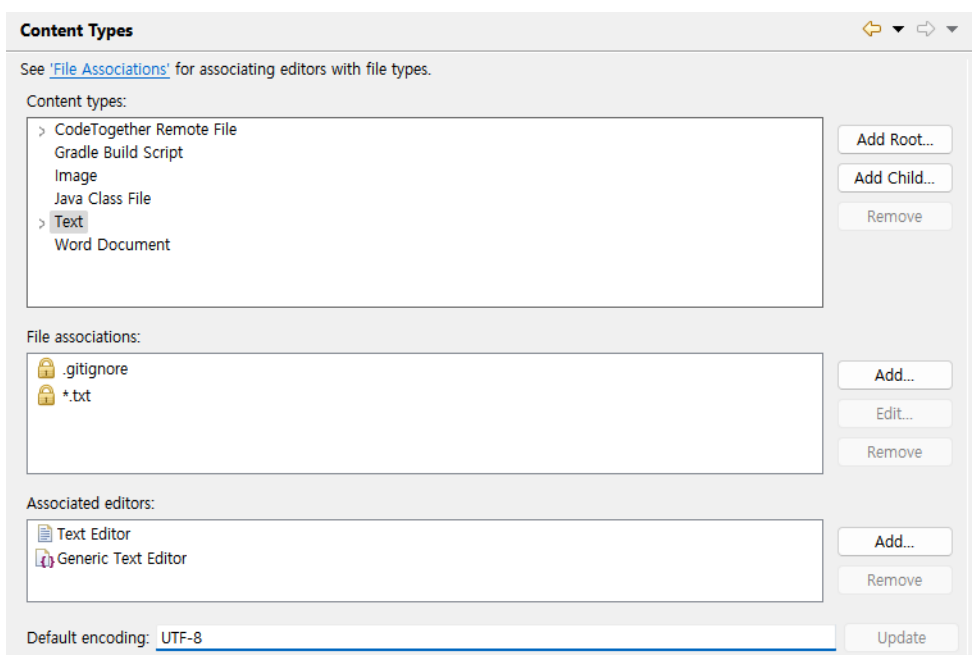 Content Types
See 'File Associations' for associating editors with file types.
Content types:
CodeTogether Remote File
Gradle Build Script
Image
Java Class File
Text
Word Document
Add Root...
Add Child...
Remove
File associations:
.gitignore
*.txt
Add...
Edit...
Remove
Associated editors:
Text Editor
Generic Text Editor
Add...
Remove
Default encoding: UTF-8
Update